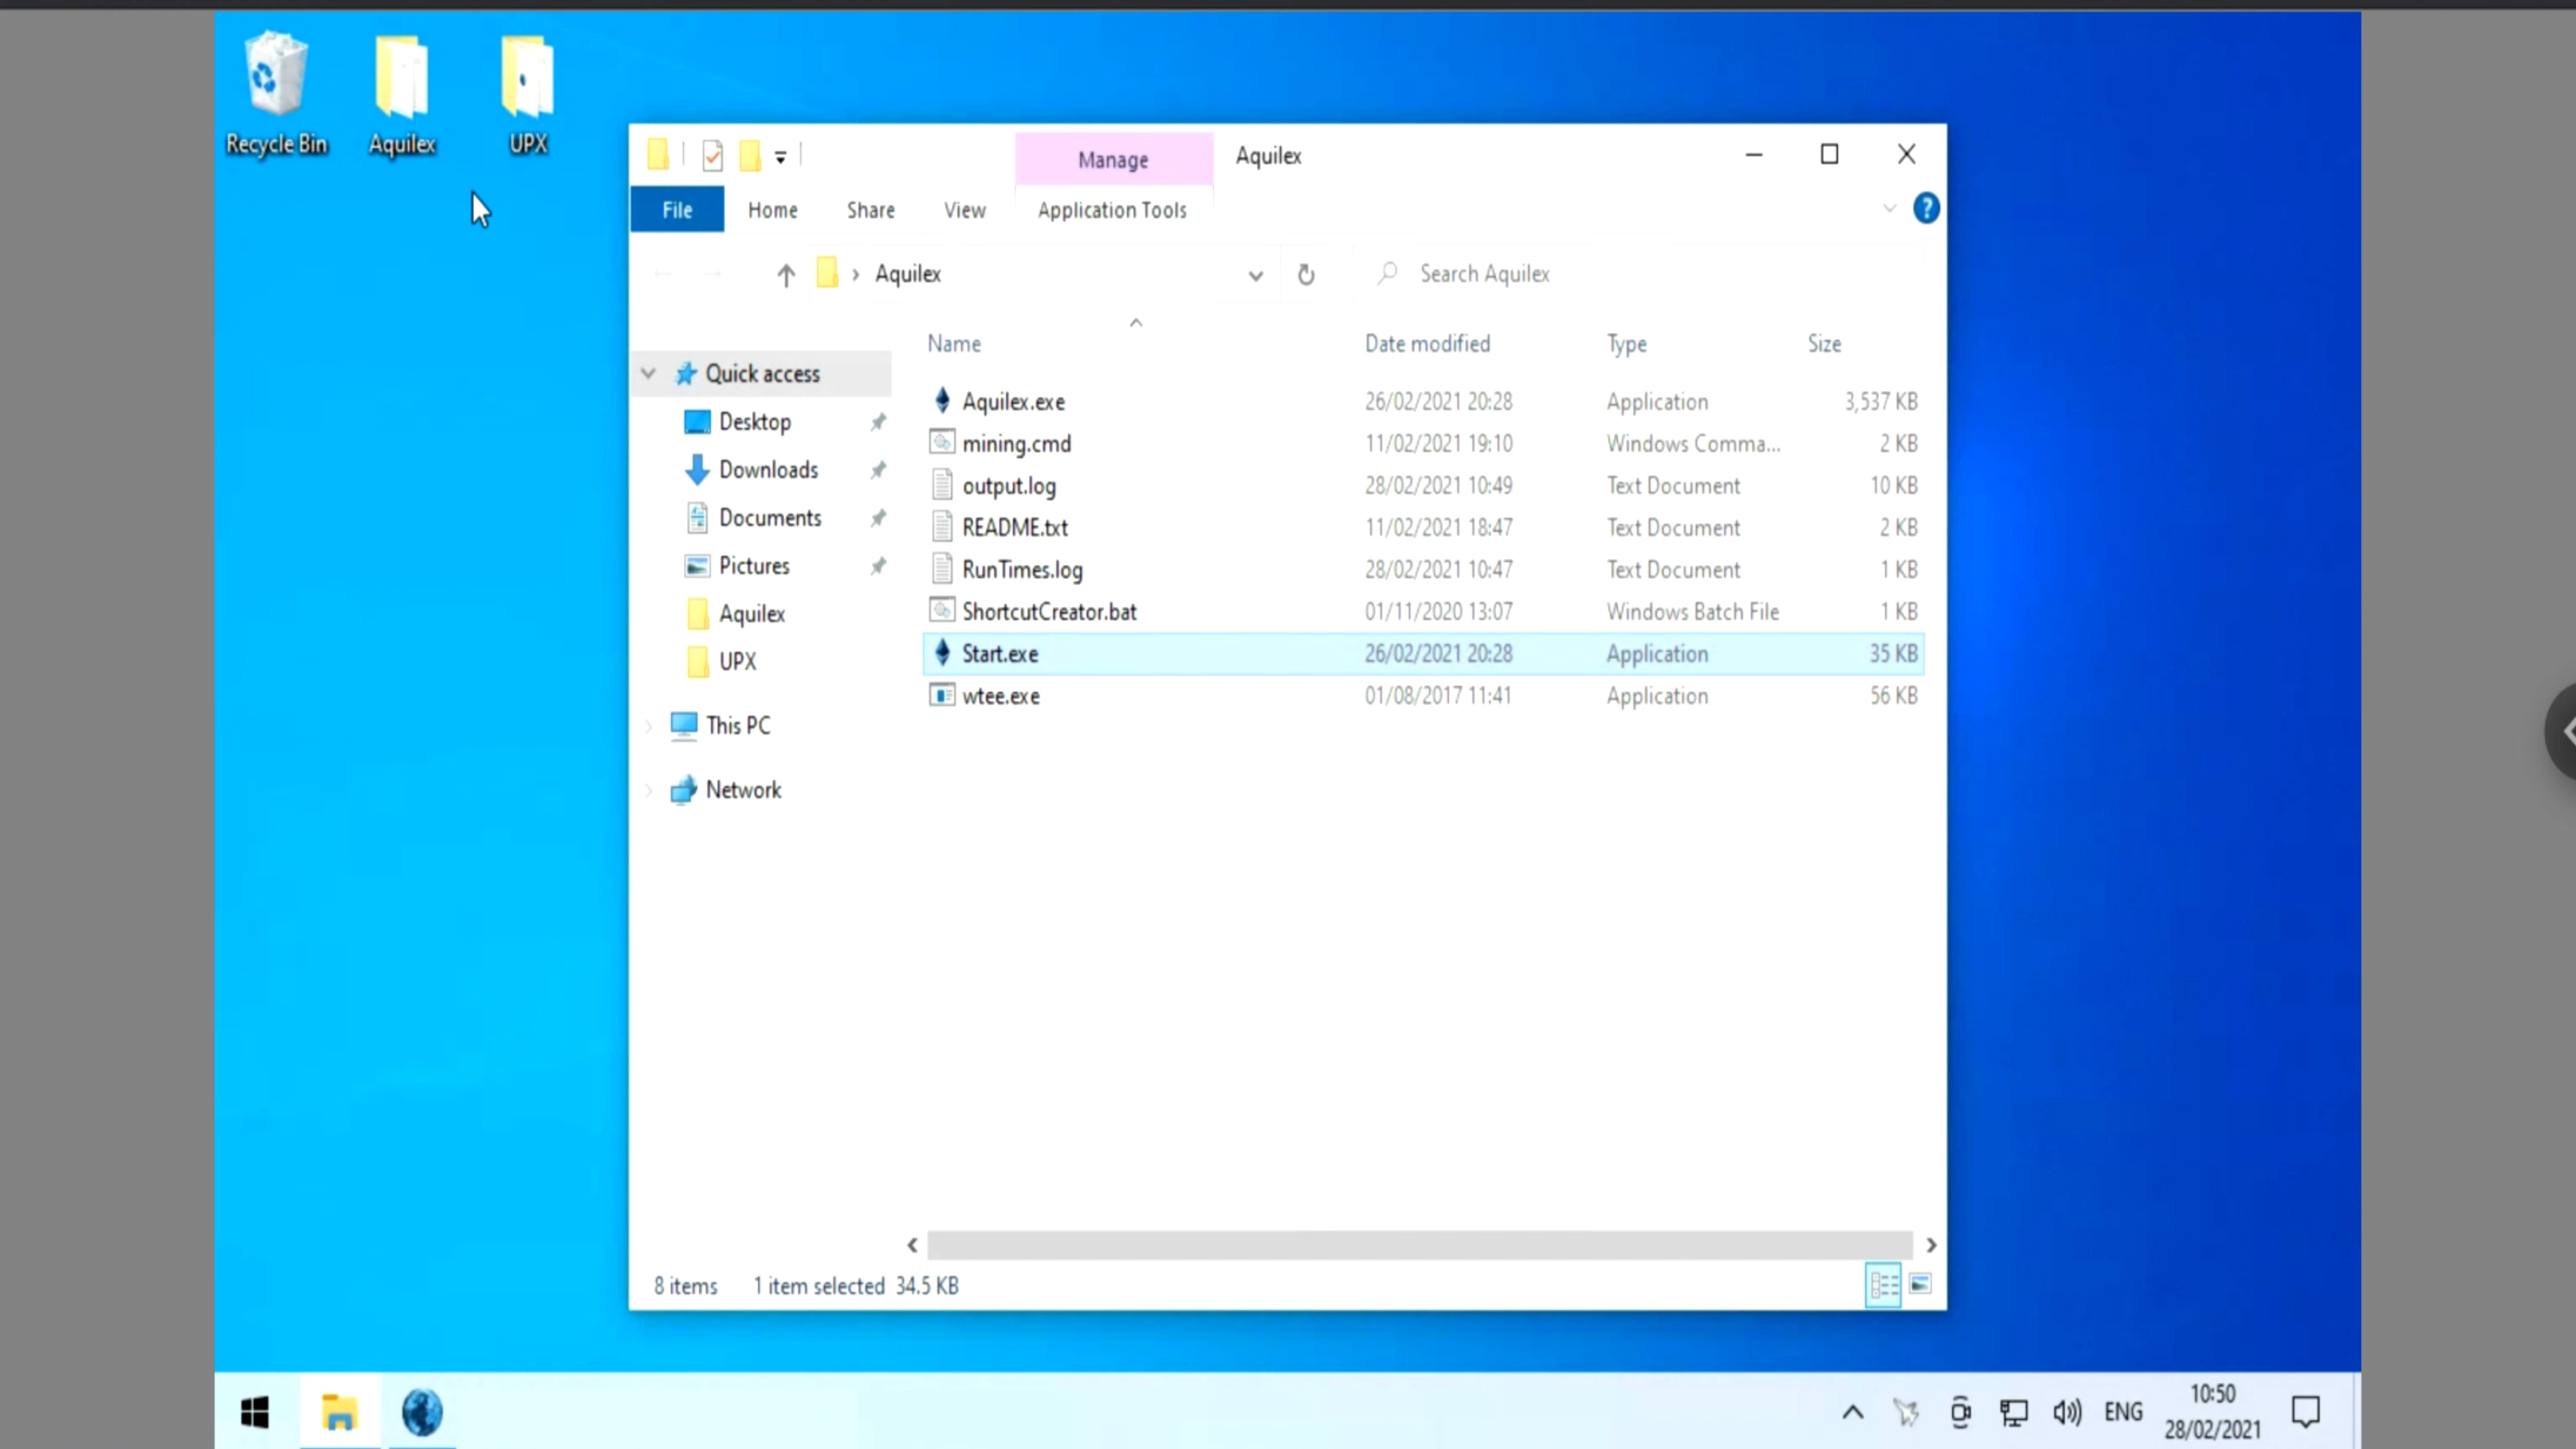 Recycle Bin
Aquilex
UPX
Manage
Aquilex
File
Home
Share
View
Application Tools
Aquilex
Search Aquilex
Name
Date modified
Type
Size
Quick access
Desktop
Downloads
Documents
Pictures
Aquilex
UPX
This PC
Network
Aquilex.exe 26/02/2021 20:28 Application 3,537 KB
mining.cmd 11/02/2021 19:10 Windows Comma... 2 KB
output.log 28/02/2021 10:49 Text Document 10 KB
README.txt 11/02/2021 18:47 Text Document 2 KB
RunTimes.log 28/02/2021 10:47 Text Document 1 KB
ShortcutCreator.bat 01/11/2020 13:07 Windows Batch File 1 KB
Start.exe 26/02/2021 20:28 Application 35 KB
wtee.exe 01/08/2017 11:41 Application 56 KB
8 items 1 item selected 34.5 KB
ENG
10:50
28/02/2021